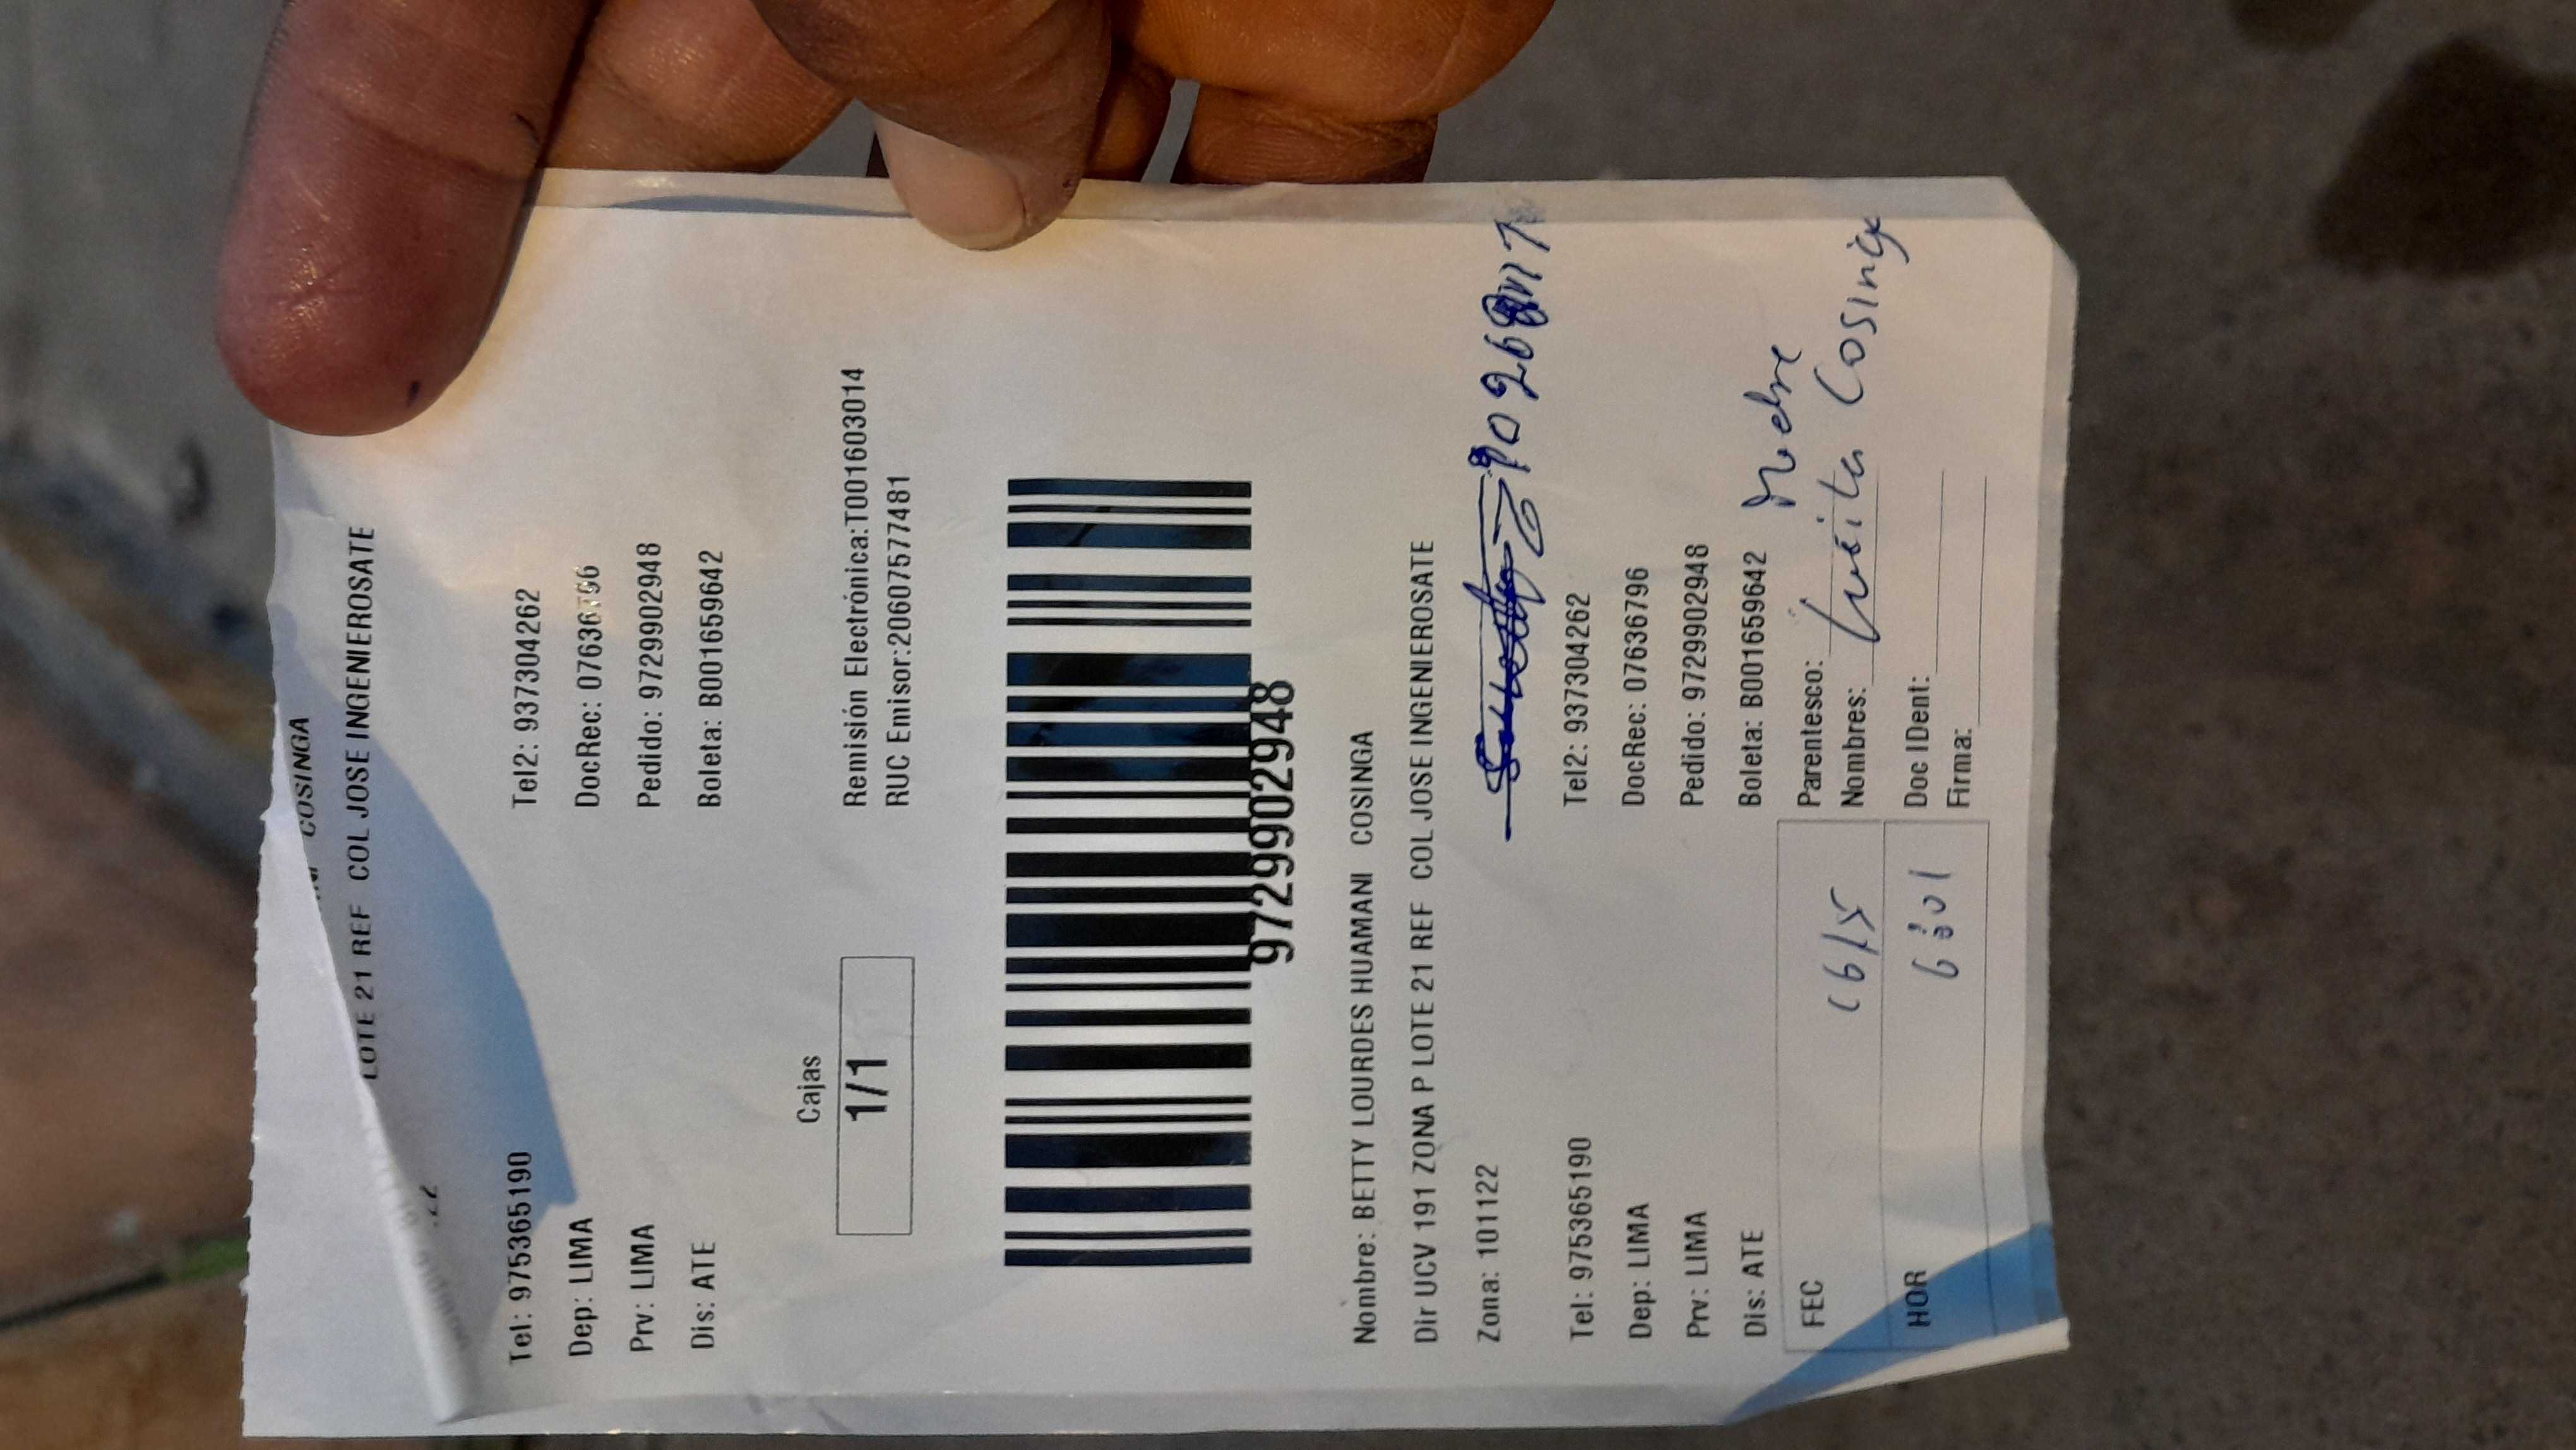 COSINGA
LOTE 21 REF COL JOSE INGENIEROSATE
Tel: 975365190 Tel2: 937304262
Dep: LIMA DocRec: 07636796
Prv: LIMA Pedido: 9729902948
Dis: ATE Boleta: B001659642
Cajas
1/1
Remisión Electrónica:T001603014
RUC Emisor:20607577481
9729902948
Nombre: BETTY LOURDES HUAMANI COSINGA
Dir UCV 191 ZONA P LOTE 21 REF COL JOSE INGENIEROSATE
Zona: 101122
Tel: 975365190 Tel2: 937304262
Dep: LIMA DocRec: 07636796
Prv: LIMA Pedido: 9729902948
Dis: ATE Boleta: B001659642
FEC Parentesco: Madre
Nombres: Cosinga
HOR Doc IDent:
Firma: